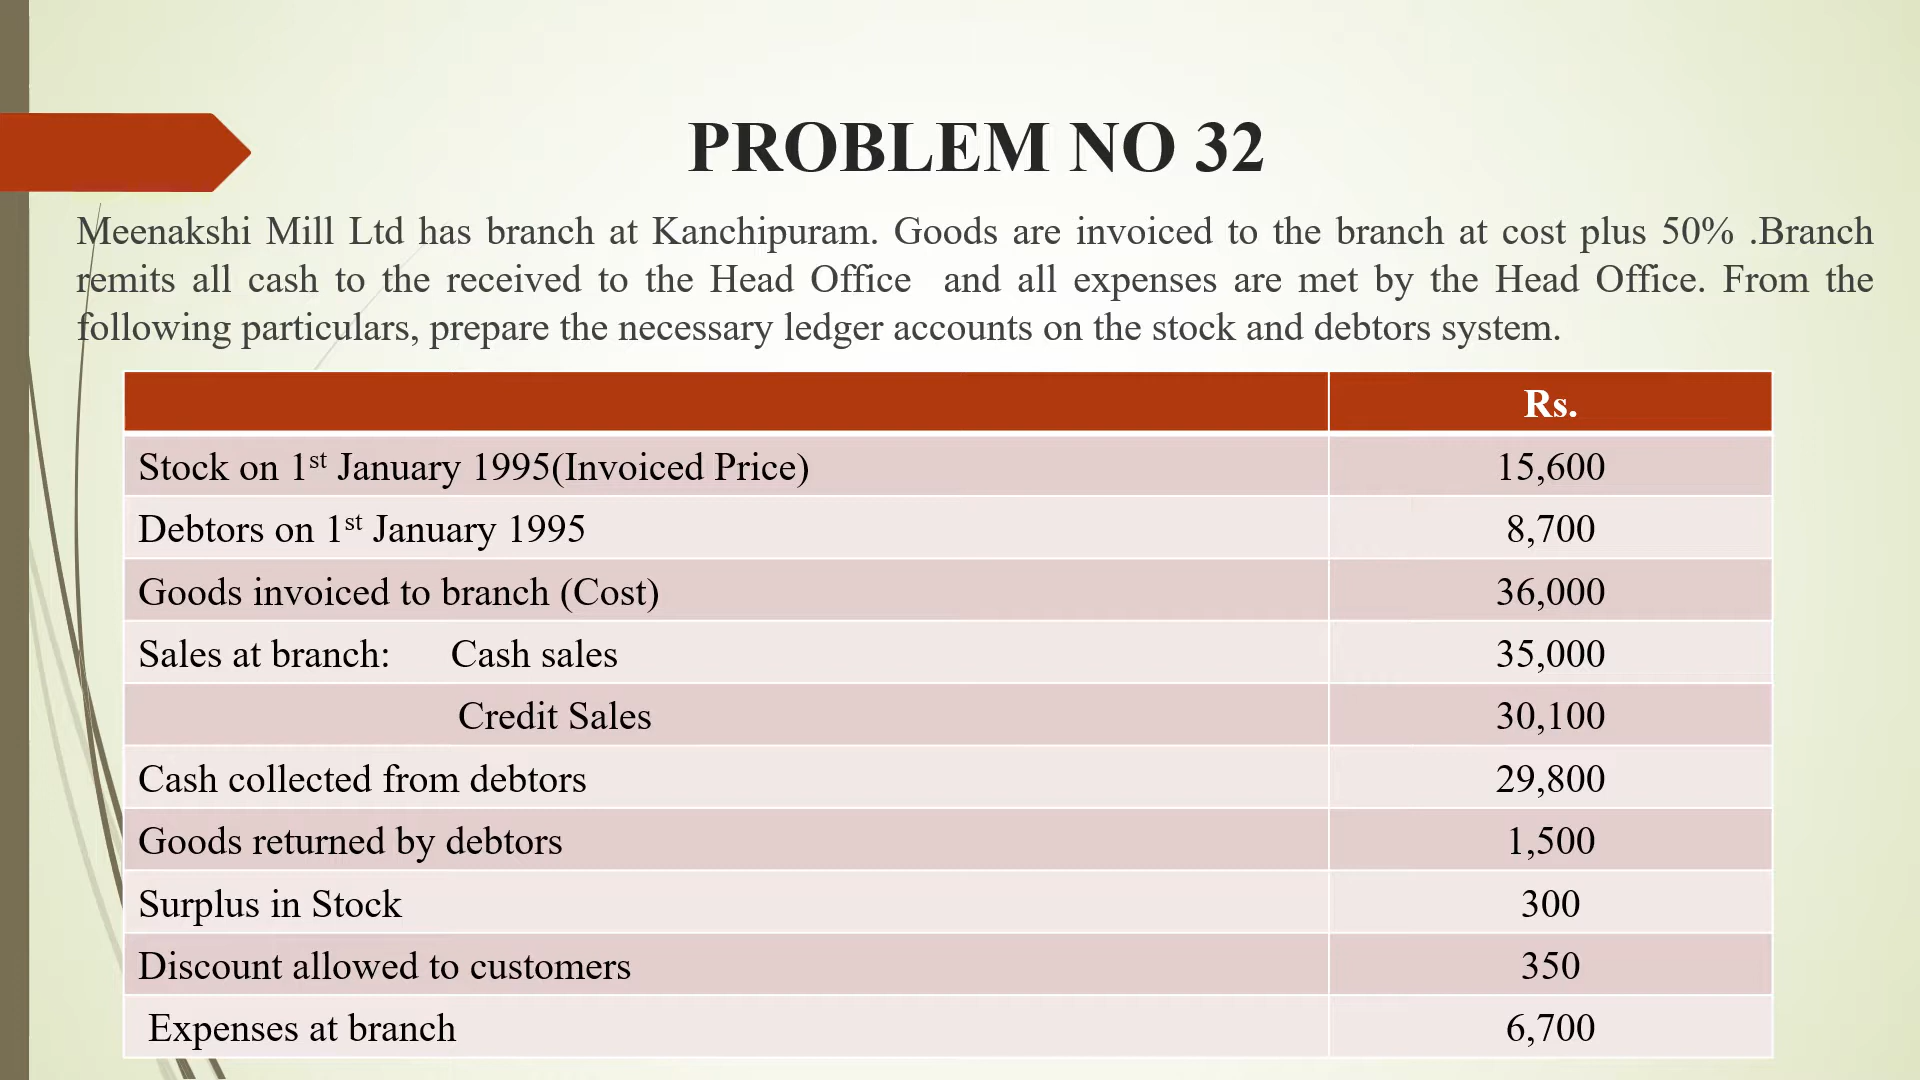 PROBLEM NO 32
Meenakshi Mill Ltd has branch at Kanchipuram. Goods are invoiced to the branch at cost plus 50% .Branch
remits all cash to the received to the Head Office and all expenses are met by the Head Office. From the
following particulars, prepare the necessary ledger accounts on the stock and debtors system.
Rs.
Stock on 1st January 1995(Invoiced Price) 15,600
Debtors on 1st January 1995 8,700
Goods invoiced to branch (Cost) 36,000
Sales at branch: Cash sales 35,000
Credit Sales 30,100
Cash collected from debtors 29,800
Goods returned by debtors 1,500
Surplus in Stock 300
Discount allowed to customers 350
Expenses at branch 6,700